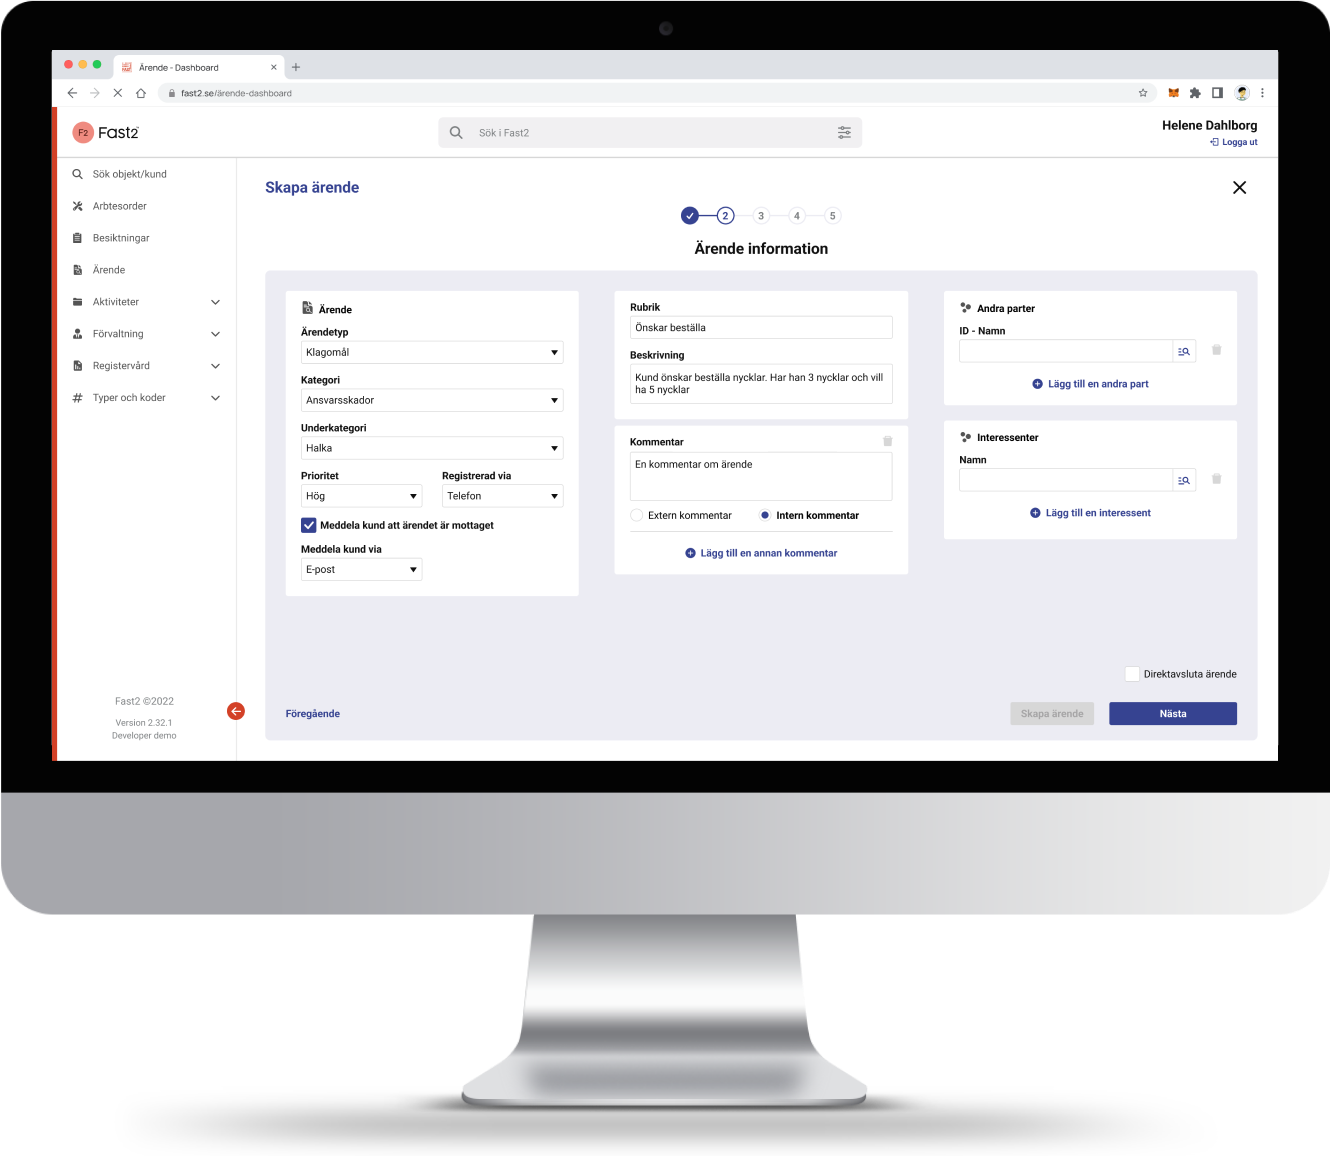 Ärende - Dashboard
fast2.se/ärende-dashboard
F2 Fast2
Sök i Fast2
Helene Dahlborg
Logga ut
Sök objekt/kund
Arbtesorder
Besiktningar
Ärende
Aktiviteter
Förvaltning
Registervård
Typer och koder
Fast2 ©2022
Version 2.32.1
Developer demo
Skapa ärende
2 3 4 5
Ärende information
Ärende
Ärendetyp
Klagomål
Kategori
Ansvarsskador
Underkategori
Halka
Prioritet
Registrerad via
Hög
Telefon
Meddela kund att ärendet är mottaget
Meddela kund via
E-post
Rubrik
Önskar beställa
Beskrivning
Kund önskar beställa nycklar. Har han 3 nycklar och vill
ha 5 nycklar
Kommentar
En kommentar om ärende
Extern kommentar
Intern kommentar
Lägg till en annan kommentar
Andra parter
ID - Namn
Lägg till en andra part
Interessenter
Namn
Lägg till en interessent
Direktavsluta ärende
Föregående
Skapa ärende
Nästa